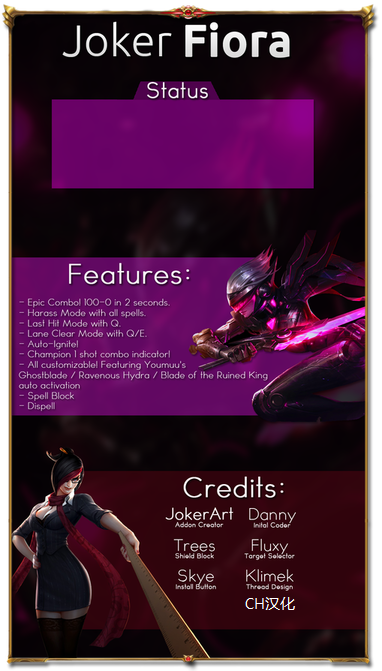 Joker Fiora
Status
Features:
- Epic Combo! 100-0 in 2 seconds.
- Harass Mode with all spells.
- Last Hit Mode with Q.
- Lane Clear Mode with Q/E.
- Auto-Ignite!
- Champion 1 shot combo indicator!
- All customizable! Featuring Youmuu's
Ghostblade / Ravenous Hydra / Blade of the Ruined King
auto activation
- Spell Block
- Dispell
Credits:
JokerArt Danny
Addon Creator Inital Coder
Trees Fluxy
Shield Block Target Selector
Skye Klimek
Install Button Thread Design
CH汉化